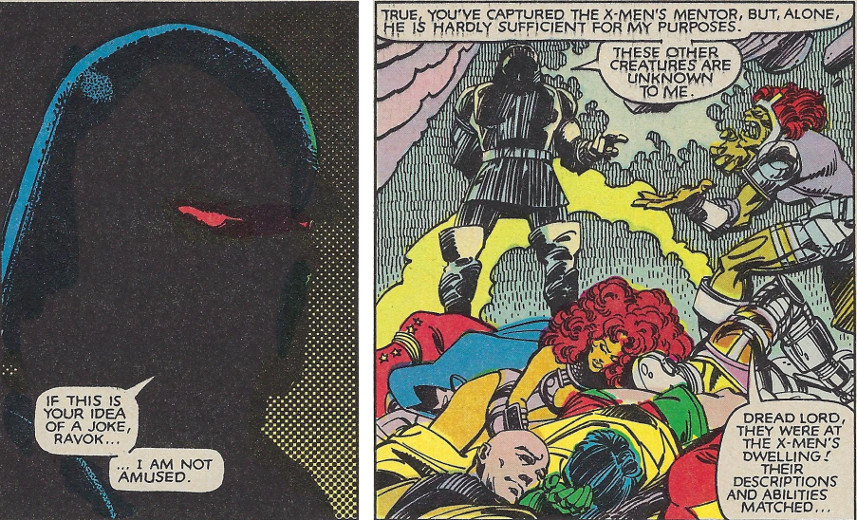 IF THIS IS
YOUR IDEA
OF A JOKE,
RAVOK...
... I AM NOT
AMUSED.
TRUE, YOU'VE CAPTURED THE X-MEN'S MENTOR, BUT, ALONE,
HE IS HARDLY SUFFICIENT FOR MY PURPOSES.
THESE OTHER
CREATURES ARE
UNKNOWN
TO ME.
DREAD LORD,
THEY WERE AT
THE X-MEN'S
DWELLING!
THEIR
DESCRIPTIONS
AND ABILITIES
MATCHED...